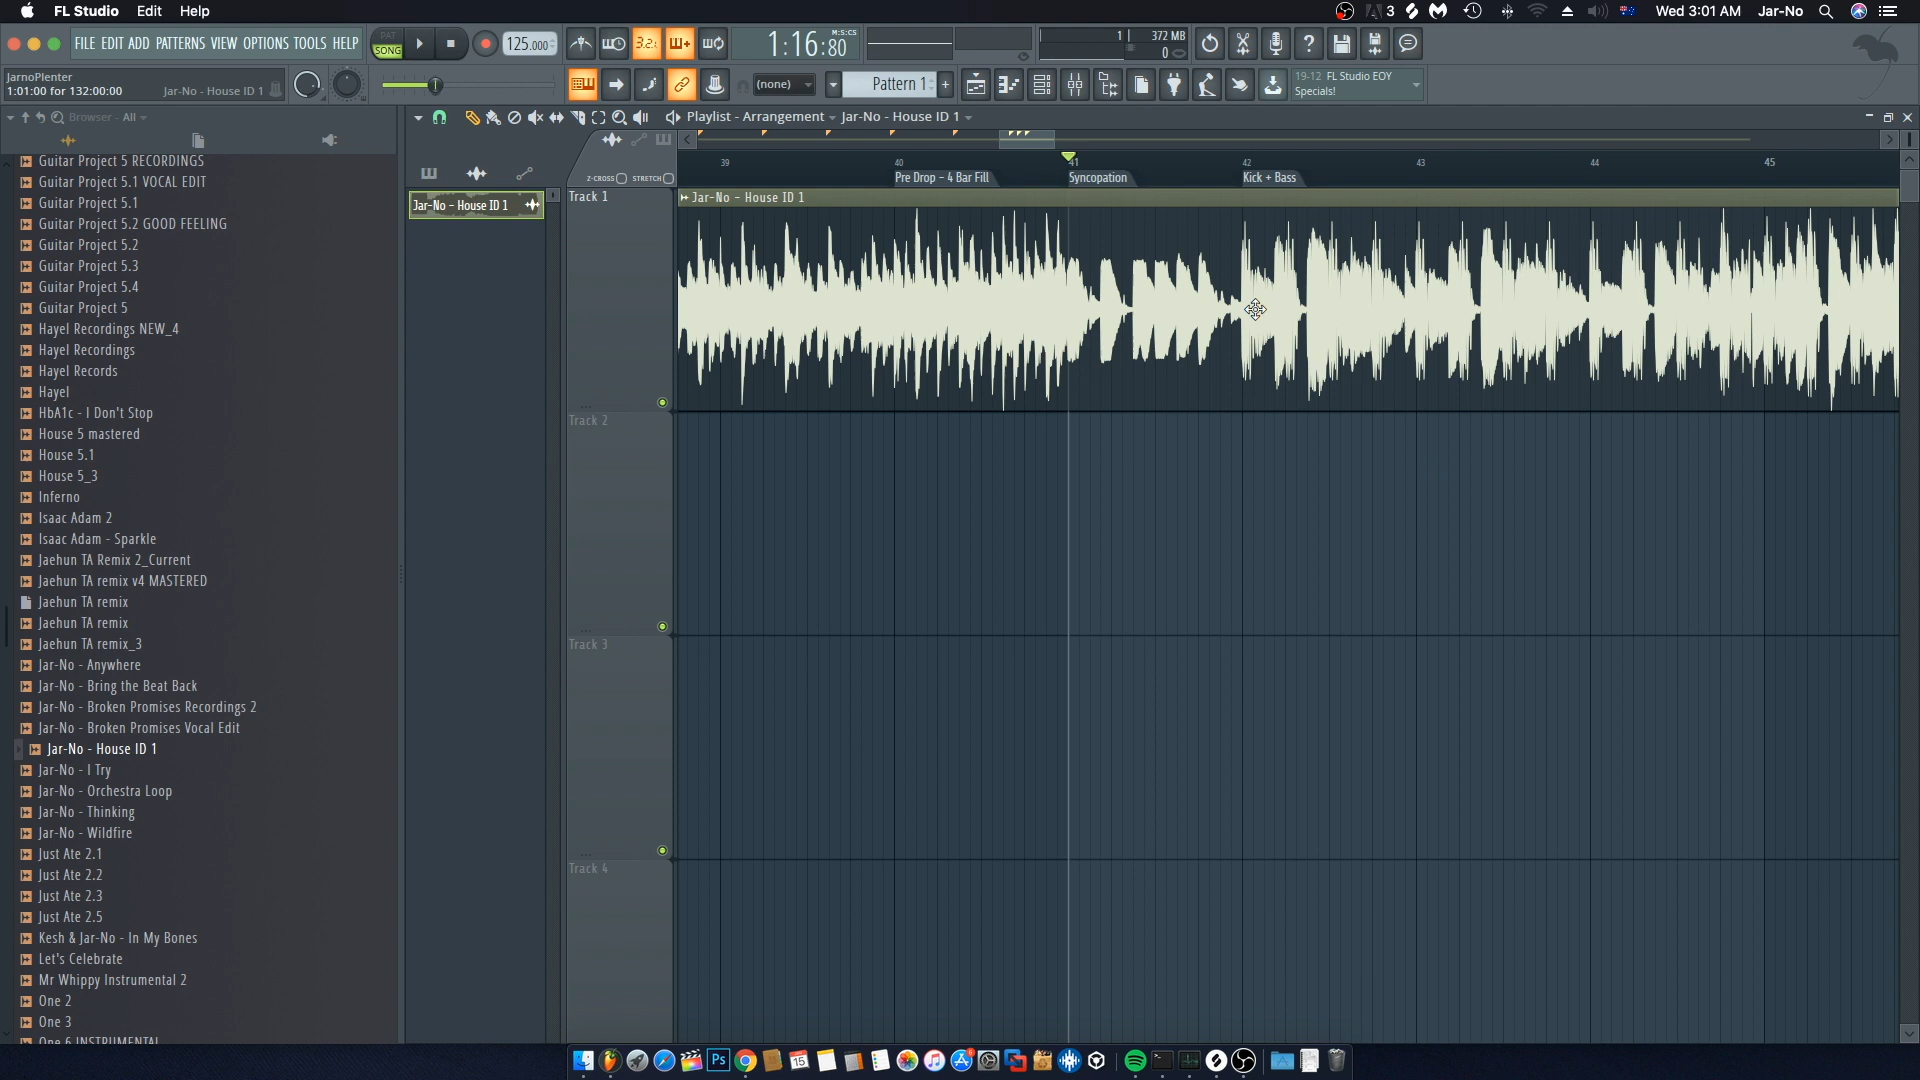 FL Studio Edit Help
3 Wed 3:01 AM Jar-No
FILE EDIT ADD PATTERNS VIEW OPTIONS TOOLS HELP
PAT
SONG
125.000
3.2.
1:16:80
M:S:CS
1
372 MB
0
JarnoPlenter
1:01:00 for 132:00:00
Jar-No - House ID 1
(none)
Pattern 1
+
19-12 FL Studio EOY
Specials!
Browser - All
Playlist - Arrangement
Jar-No - House ID 1
39
40
41
42
43
44
45
Z-CROSS
STRETCH
Pre Drop - 4 Bar Fill
Syncopation
Kick + Bass
Jar-No - House ID 1
Track 1
Jar-No - House ID 1
Track 2
Track 3
Track 4
Guitar Project 5 RECORDINGS
Guitar Project 5.1 VOCAL EDIT
Guitar Project 5.1
Guitar Project 5.2 GOOD FEELING
Guitar Project 5.2
Guitar Project 5.3
Guitar Project 5.4
Guitar Project 5
Hayel Recordings NEW_4
Hayel Recordings
Hayel Records
Hayel
HbA1c - I Don't Stop
House 5 mastered
House 5.1
House 5_3
Inferno
Isaac Adam 2
Isaac Adam - Sparkle
Jaehun TA Remix 2_Current
Jaehun TA remix v4 MASTERED
Jaehun TA remix
Jaehun TA remix
Jaehun TA remix_3
Jar-No - Anywhere
Jar-No - Bring the Beat Back
Jar-No - Broken Promises Recordings 2
Jar-No - Broken Promises Vocal Edit
Jar-No - House ID 1
Jar-No - I Try
Jar-No - Orchestra Loop
Jar-No - Thinking
Jar-No - Wildfire
Just Ate 2.1
Just Ate 2.2
Just Ate 2.3
Just Ate 2.5
Kesh & Jar-No - In My Bones
Let's Celebrate
Mr Whippy Instrumental 2
One 2
One 3
One 6 INSTRUMENTAL
Ps
15